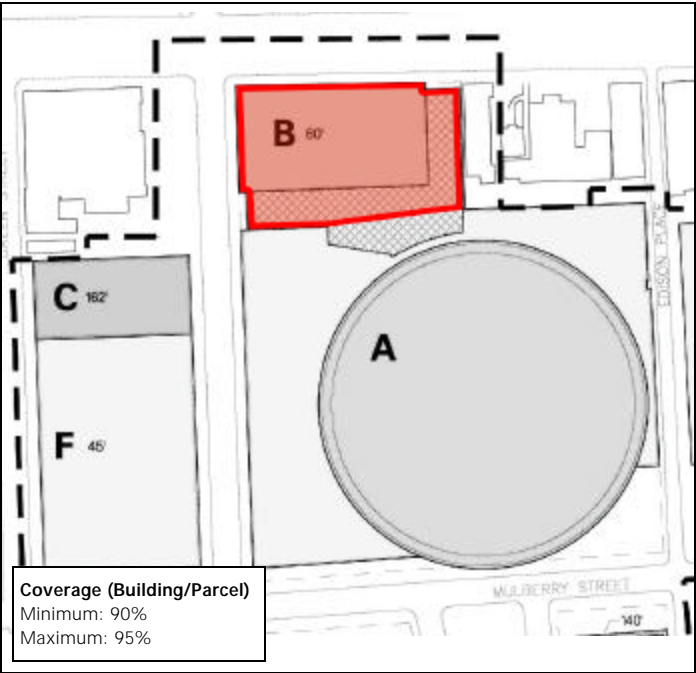 B 60'
C 162'
A
F 45'
EDISON PLACE
MULBERRY STREET
140'
Coverage (Building/Parcel)
Minimum: 90%
Maximum: 95%